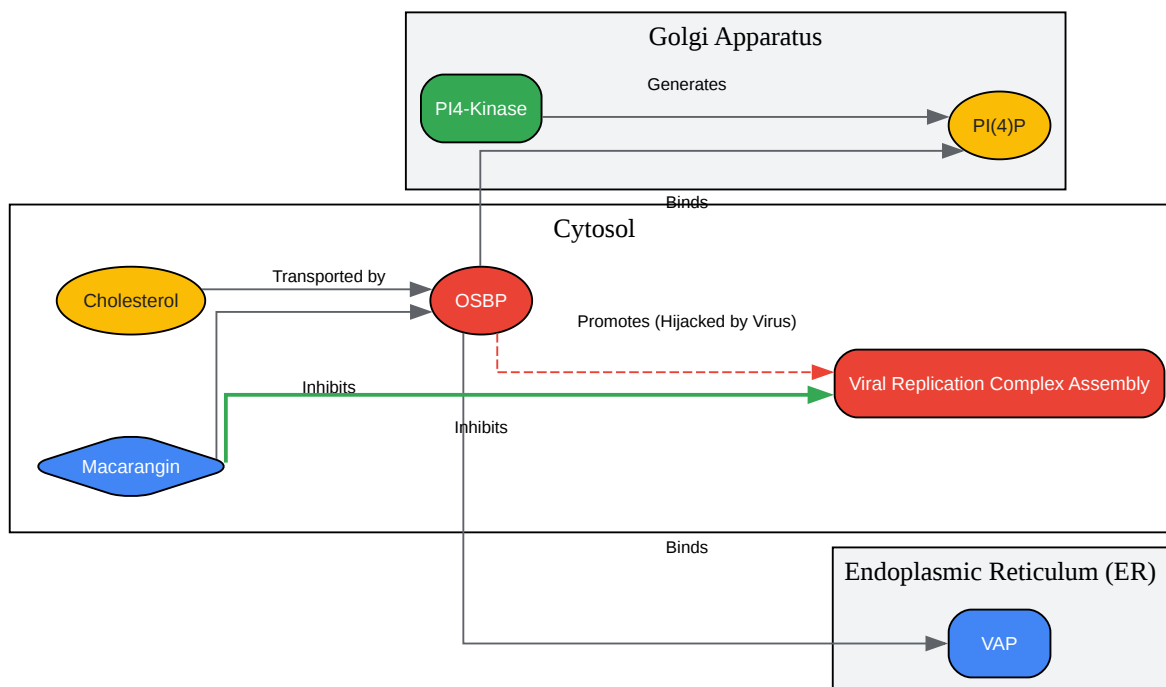 Golgi Apparatus
Generates
PI4-Kinase
PI(4)P
Binds
Cytosol
Transported by
Cholesterol
OSBP
Promotes (Hijacked by Virus)
Viral Replication Complex Assembly
Inhibits
Inhibits
Macarangin
Binds
Endoplasmic Reticulum (ER)
VAP